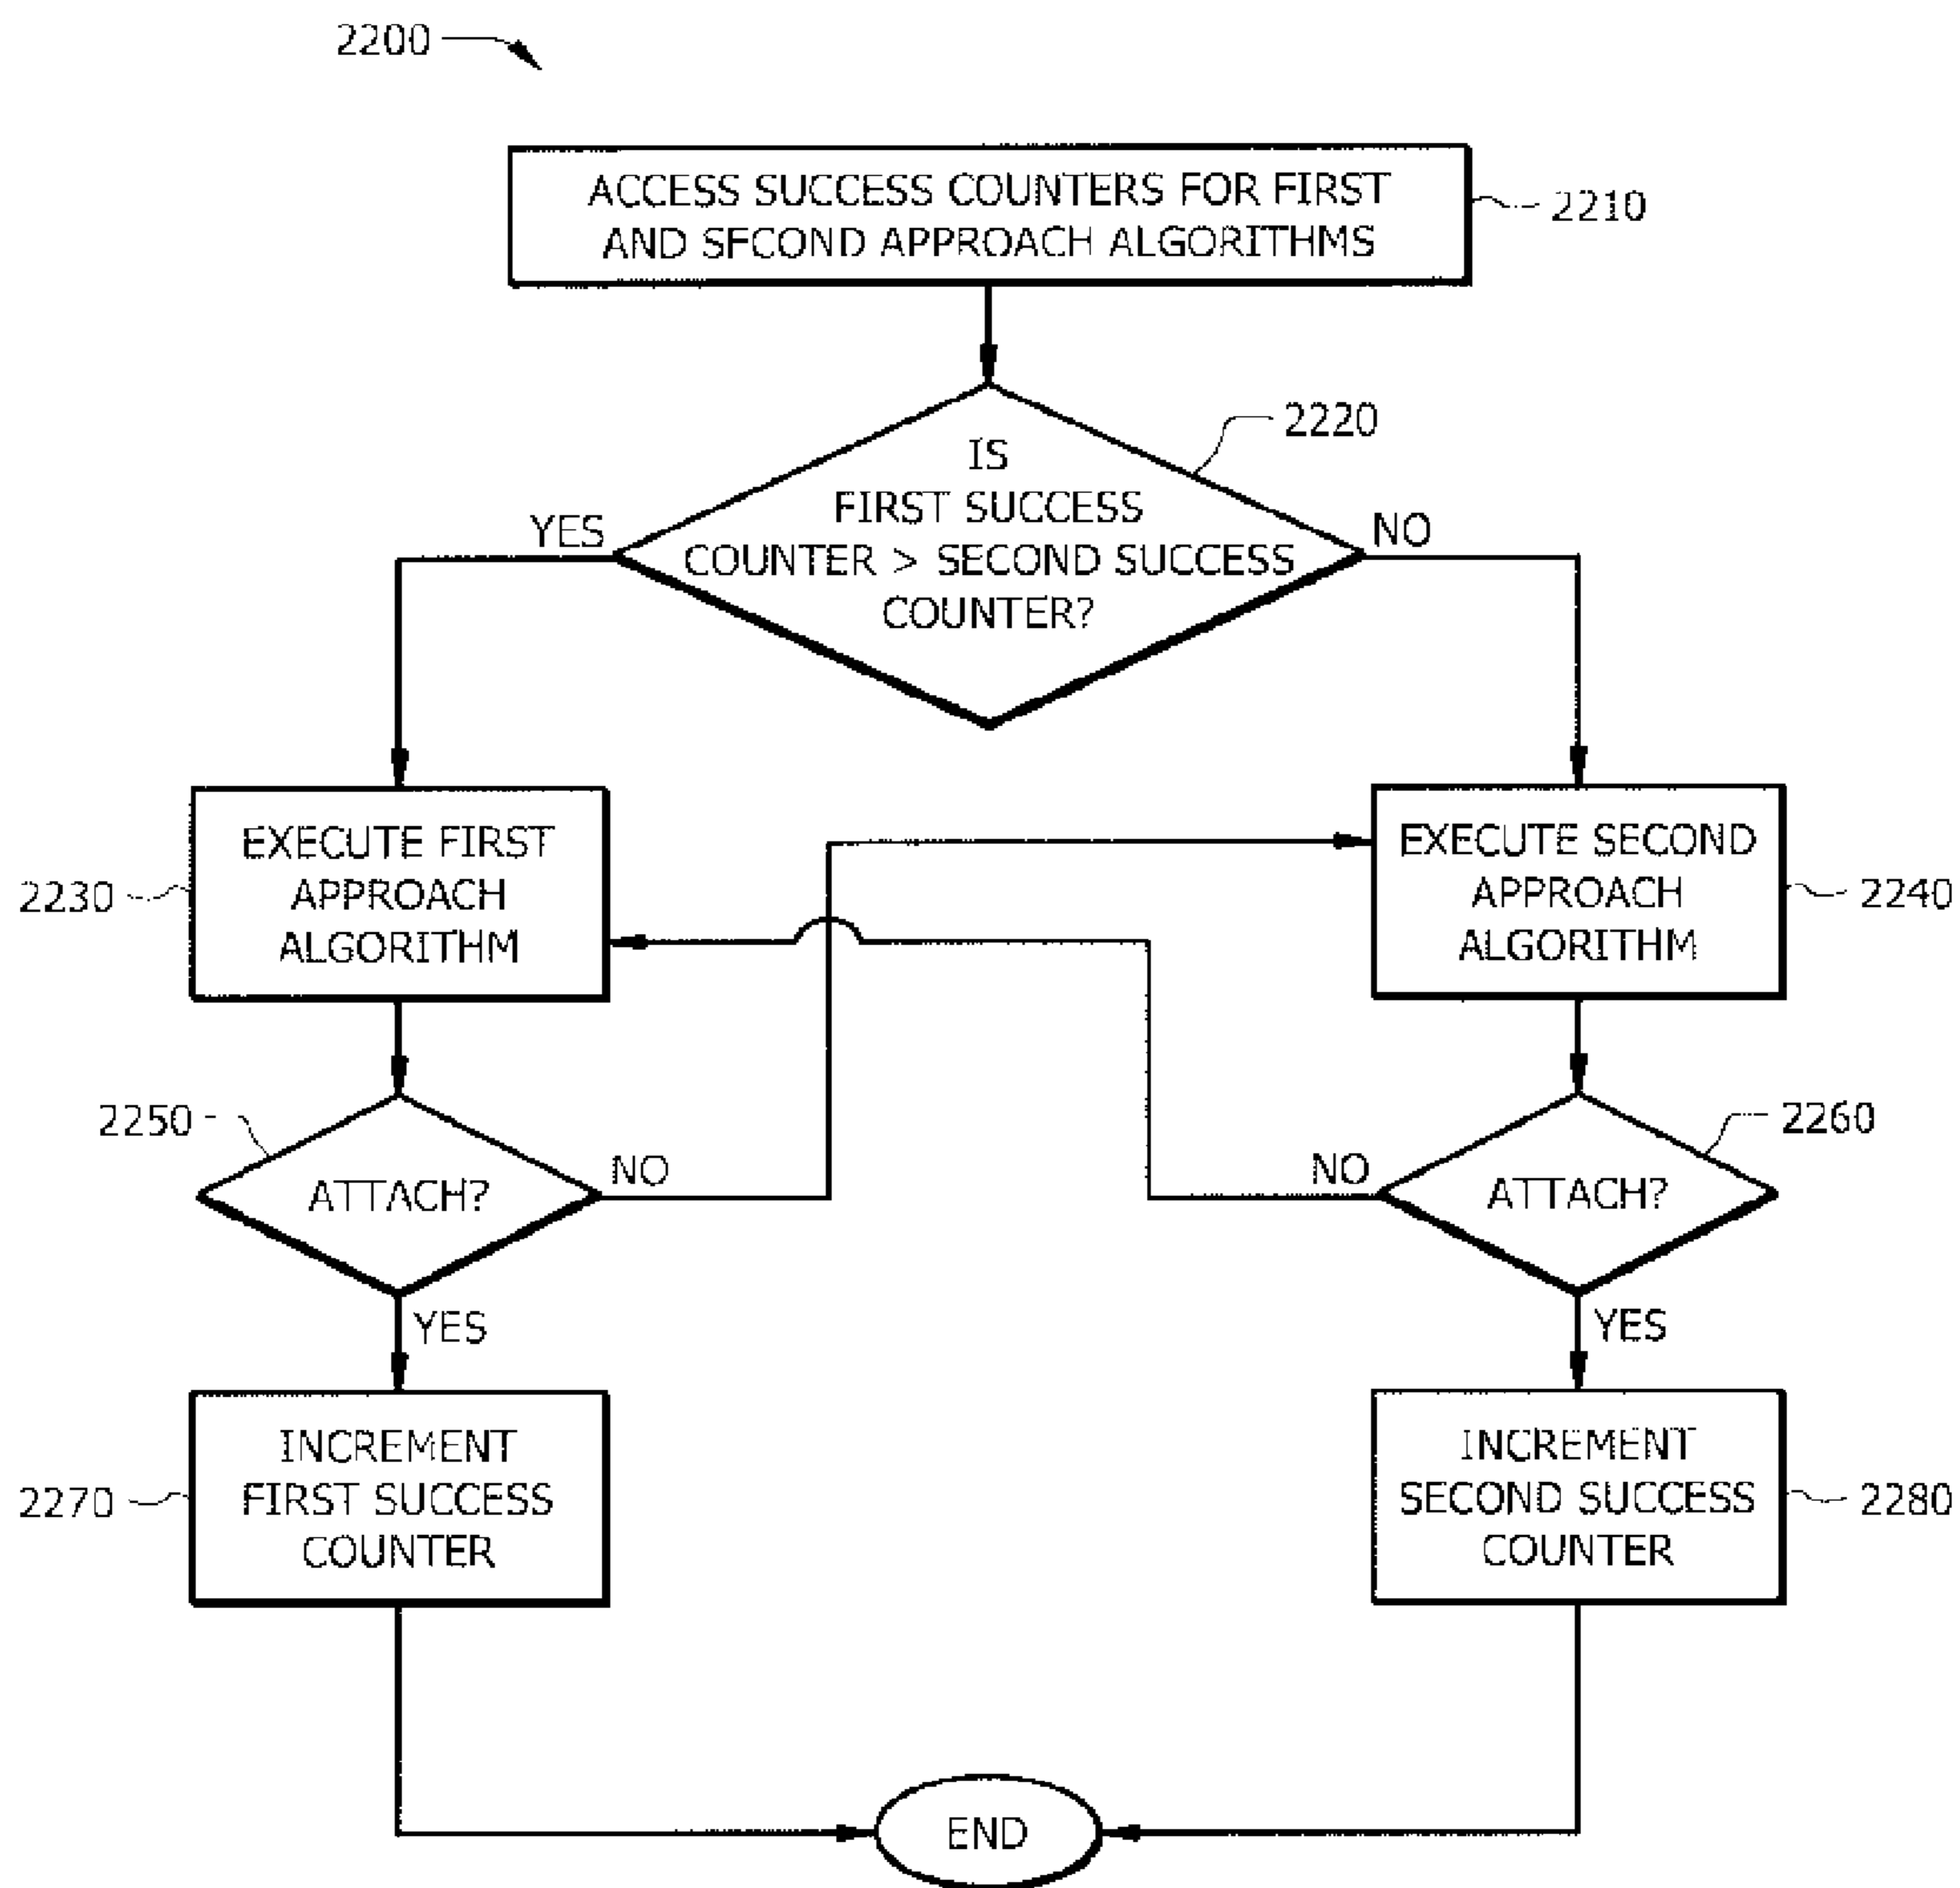 2200
ACCESS SUCCESS COUNTERS FOR FIRST
AND SECOND APPROACH ALGORITHMS
2210
2220
IS
FIRST SUCCESS
COUNTER > SECOND SUCCESS
COUNTER?
YES
NO
EXECUTE FIRST
APPROACH
ALGORITHM
2230
EXECUTE SECOND
APPROACH
ALGORITHM
2240
2250
ATTACH?
NO
YES
2260
ATTACH?
NO
YES
INCREMENT
FIRST SUCCESS
COUNTER
2270
INCREMENT
SECOND SUCCESS
COUNTER
2280
END